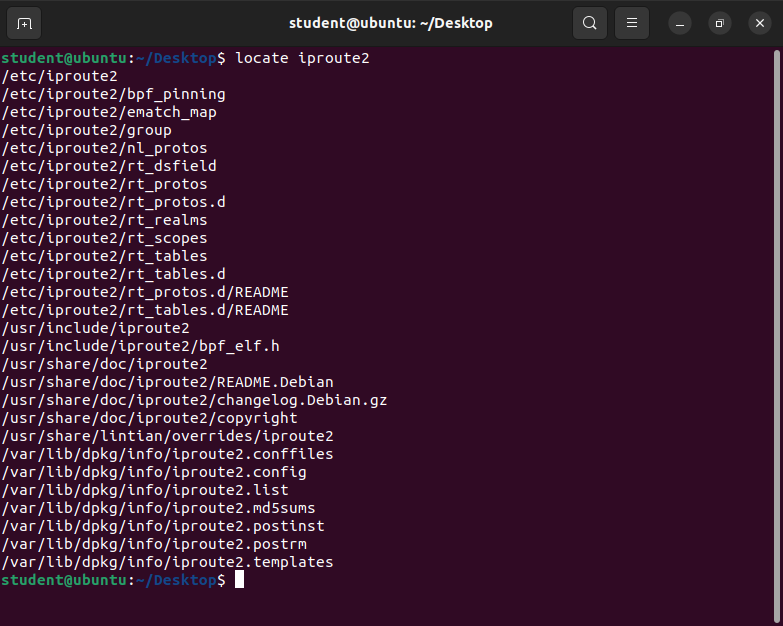 student@ubuntu: ~/Desktop
student@ubuntu:~/Desktop$ locate iproute2
/etc/iproute2
/etc/iproute2/bpf_pinning
/etc/iproute2/ematch_map
/etc/iproute2/group
/etc/iproute2/nl_protos
/etc/iproute2/rt_dsfield
/etc/iproute2/rt_protos
/etc/iproute2/rt_protos.d
/etc/iproute2/rt_realms
/etc/iproute2/rt_scopes
/etc/iproute2/rt_tables
/etc/iproute2/rt_tables.d
/etc/iproute2/rt_protos.d/README
/etc/iproute2/rt_tables.d/README
/usr/include/iproute2
/usr/include/iproute2/bpf_elf.h
/usr/share/doc/iproute2
/usr/share/doc/iproute2/README.Debian
/usr/share/doc/iproute2/changelog.Debian.gz
/usr/share/doc/iproute2/copyright
/usr/share/lintian/overrides/iproute2
/var/lib/dpkg/info/iproute2.conffiles
/var/lib/dpkg/info/iproute2.config
/var/lib/dpkg/info/iproute2.list
/var/lib/dpkg/info/iproute2.md5sums
/var/lib/dpkg/info/iproute2.postinst
/var/lib/dpkg/info/iproute2.postrm
/var/lib/dpkg/info/iproute2.templates
student@ubuntu:~/Desktop$